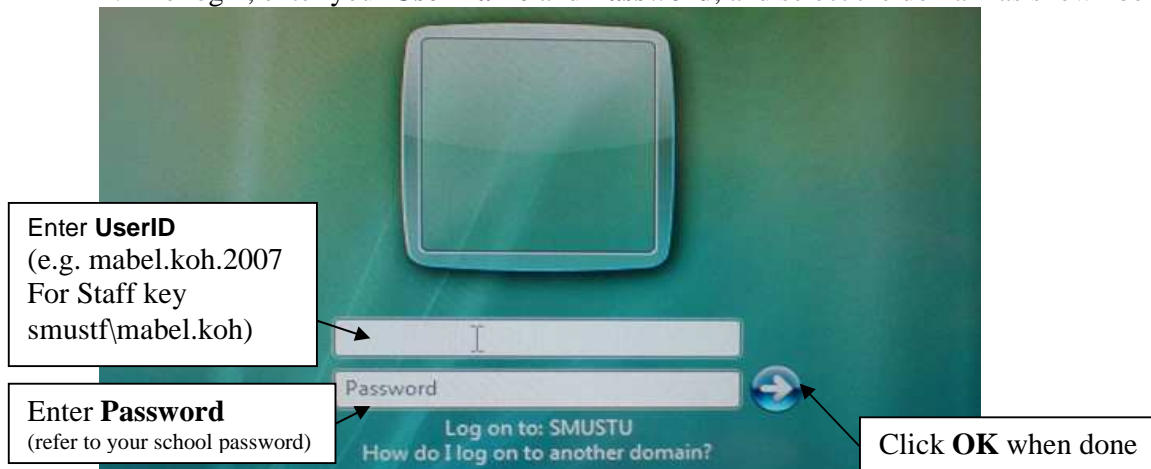 Enter UserID
(e.g. mabel.koh.2007
For Staff key
smustf\mabel.koh)
Password
Enter Password
(refer to your school password)
Log on to: SMUSTU
How do I log on to another domain?
Click OK when done